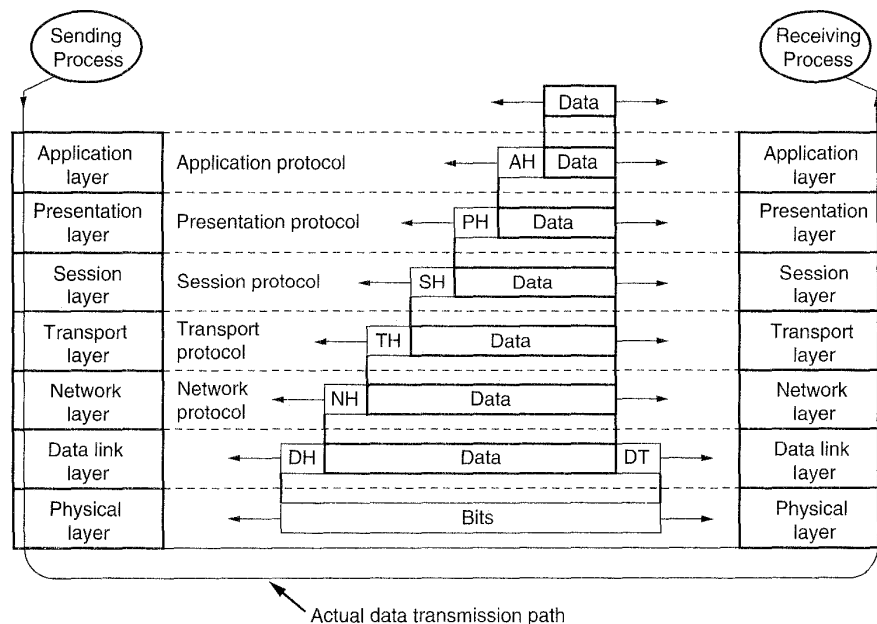 Sending
Process
Receiving
Process
Data
Application
layer
Application protocol
AH
Data
Application
layer
Presentation
layer
Presentation protocol
PH
Data
Presentation
layer
Session
layer
Session protocol
SH
Data
Session
layer
Transport
layer
Transport
protocol
TH
Data
Transport
layer
Network
layer
Network
protocol
NH
Data
Network
layer
Data link
layer
DH
Data
DT
Data link
layer
Physical
layer
Bits
Physical
layer
Actual data transmission path